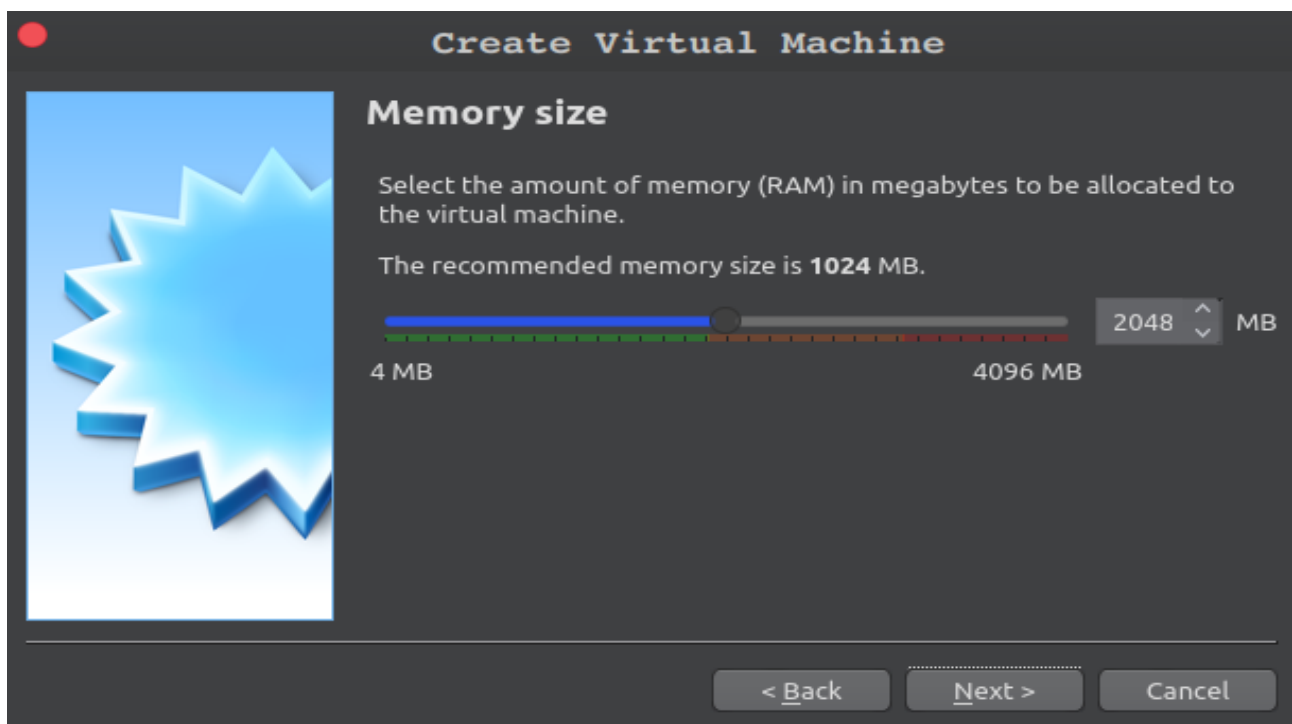 Create Virtual Machine
Memory size
Select the amount of memory (RAM) in megabytes to be allocated to
the virtual machine.
The recommended memory size is 1024 MB.
2048 MB
4 MB 4096 MB
< Back Next > Cancel